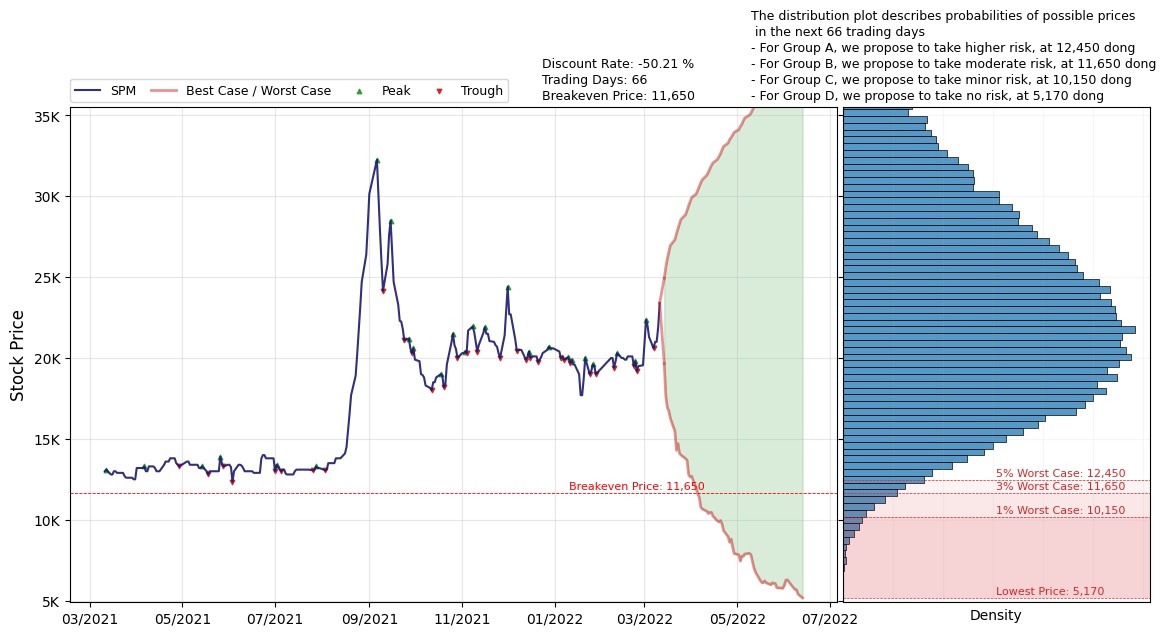 The distribution plot describes probabilities of possible prices
in the next 66 trading days
- For Group A, we propose to take higher risk, at 12,450 dong
- For Group B, we propose to take moderate risk, at 11,650 dong
- For Group C, we propose to take minor risk, at 10,150 dong
- For Group D, we propose to take no risk, at 5,170 dong
Discount Rate: -50.21 %
Trading Days: 66
Breakeven Price: 11,650
SPM
Best Case / Worst Case
Peak
Trough
Stock Price
35K
30K
25K
20K
15K
10K
5K
Breakeven Price: 11,650
03/2021
05/2021
07/2021
09/2021
11/2021
01/2022
03/2022
05/2022
07/2022
5% Worst Case: 12,450
3% Worst Case: 11,650
1% Worst Case: 10,150
Lowest Price: 5,170
Density